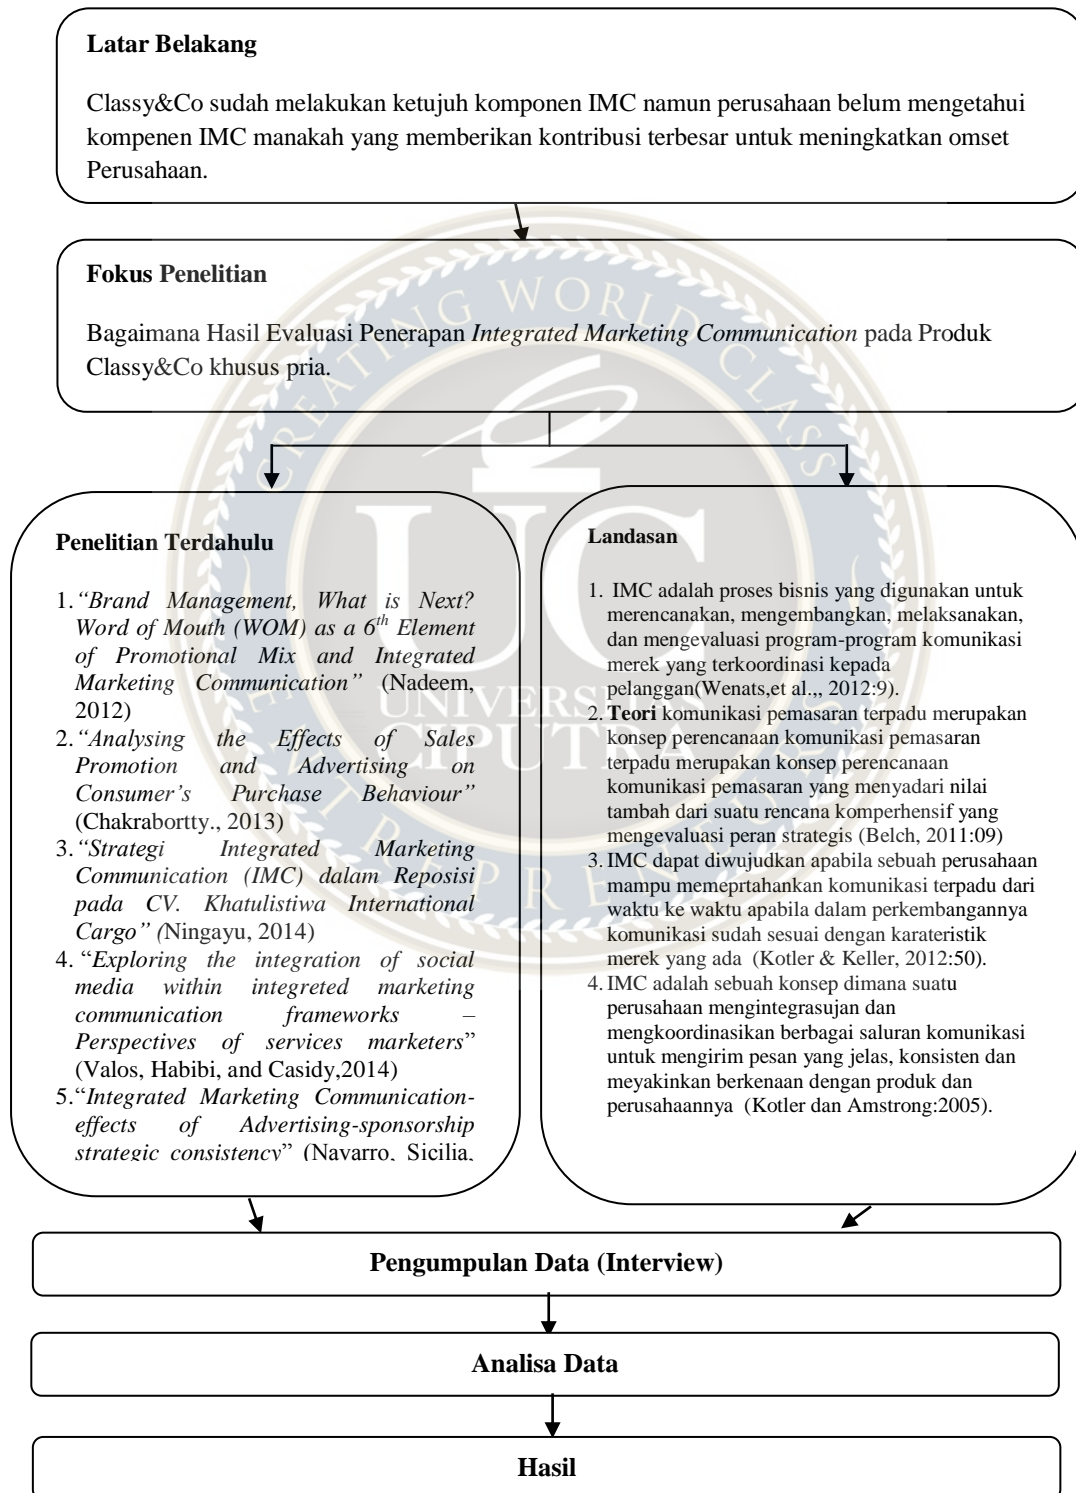 Latar Belakang
Classy&Co sudah melakukan ketujuh komponen IMC namun perusahaan belum mengetahui
kompenen IMC manakah yang memberikan kontribusi terbesar untuk meningkatkan omset
Perusahaan.
Fokus Penelitian
Bagaimana Hasil Evaluasi Penerapan Integrated Marketing Communication pada Produk
Classy&Co khusus pria.
CREATING WORLD CLASS
UC
UNIVERSITAS
CIPUTRA
ENTREPRENEURS
Penelitian Terdahulu
1. “Brand Management, What is Next?
Word of Mouth (WOM) as a 6th Element
of Promotional Mix and Integrated
Marketing Communication” (Nadeem,
2012)
2. “Analysing the Effects of Sales
Promotion and Advertising on
Consumer’s Purchase Behaviour”
(Chakrabortty., 2013)
3. “Strategi Integrated Marketing
Communication (IMC) dalam Reposisi
pada CV. Khatulistiwa International
Cargo” (Ningayu, 2014)
4. “Exploring the integration of social
media within integreted marketing
communication frameworks –
Perspectives of services marketers”
(Valos, Habibi, and Casidy,2014)
5. “Integrated Marketing Communication-
effects of Advertising-sponsorship
strategic consistency” (Navarro, Sicilia,
Landasan
1. IMC adalah proses bisnis yang digunakan untuk
merencanakan, mengembangkan, melaksanakan,
dan mengevaluasi program-program komunikasi
merek yang terkoordinasi kepada
pelanggan(Wenats,et al.,, 2012:9).
2. Teori komunikasi pemasaran terpadu merupakan
konsep perencanaan komunikasi pemasaran
terpadu merupakan konsep perencanaan
komunikasi pemasaran yang menyadari nilai
tambah dari suatu rencana komperhensif yang
mengevaluasi peran strategis (Belch, 2011:09)
3. IMC dapat diwujudkan apabila sebuah perusahaan
mampu memeprtahankan komunikasi terpadu dari
waktu ke waktu apabila dalam perkembangannya
komunikasi sudah sesuai dengan karateristik
merek yang ada (Kotler & Keller, 2012:50).
4. IMC adalah sebuah konsep dimana suatu
perusahaan mengintegrasujan dan
mengkoordinasikan berbagai saluran komunikasi
untuk mengirim pesan yang jelas, konsisten dan
meyakinkan berkenaan dengan produk dan
perusahaannya (Kotler dan Amstrong:2005).
Pengumpulan Data (Interview)
Analisa Data
Hasil